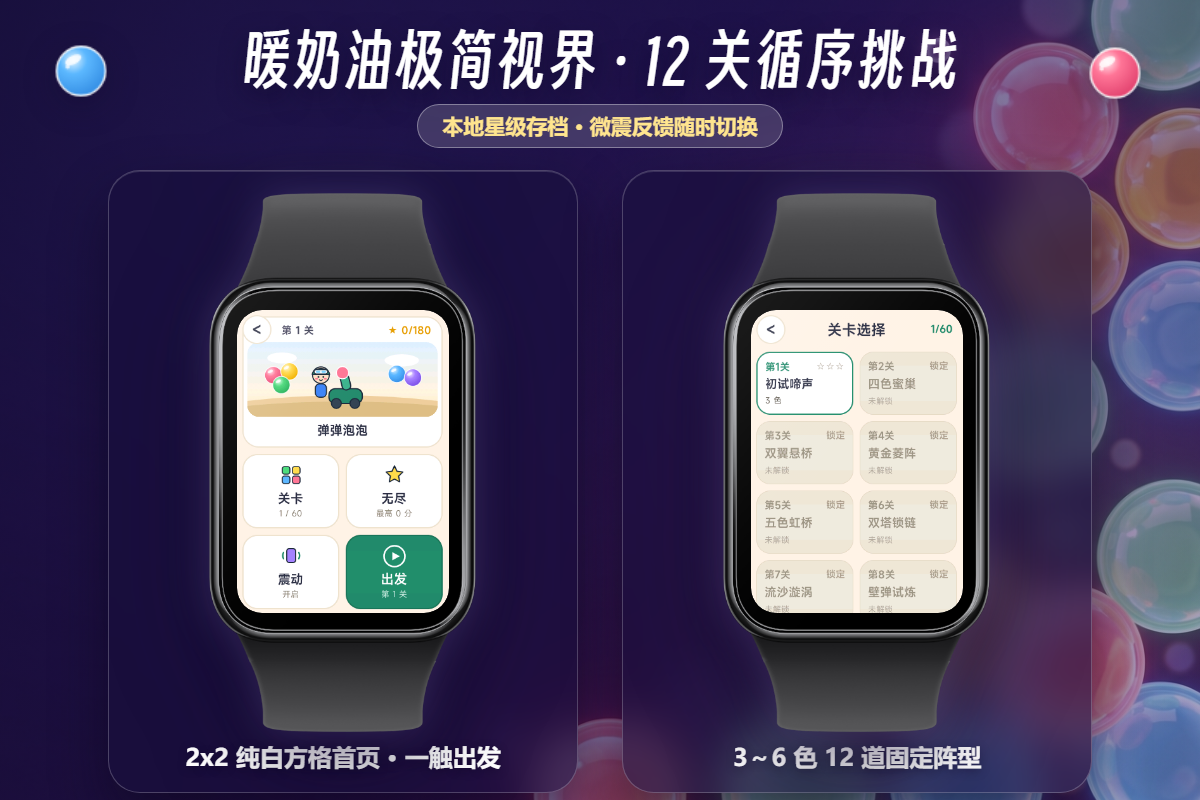 暖奶油极简视界 · 12 关循序挑战
本地星级存档 • 微震反馈随时切换
< 第 1 关 ★ 0/180
弹弹泡泡
关卡
1 / 60
无尽
最高 0 分
震动
开启
出发
第 1 关
2x2 纯白方格首页 • 一触出发
< 关卡选择 1/60
第1关 ☆☆☆
初试啼声
3 色
第2关 锁定
四色蜜巢
未解锁
第3关 锁定
双翼悬桥
未解锁
第4关 锁定
黄金菱阵
未解锁
第5关 锁定
五色虹桥
未解锁
第6关 锁定
双塔锁链
未解锁
第7关 锁定
流沙漩涡
未解锁
第8关 锁定
壁弹试炼
未解锁
3~6 色 12 道固定阵型